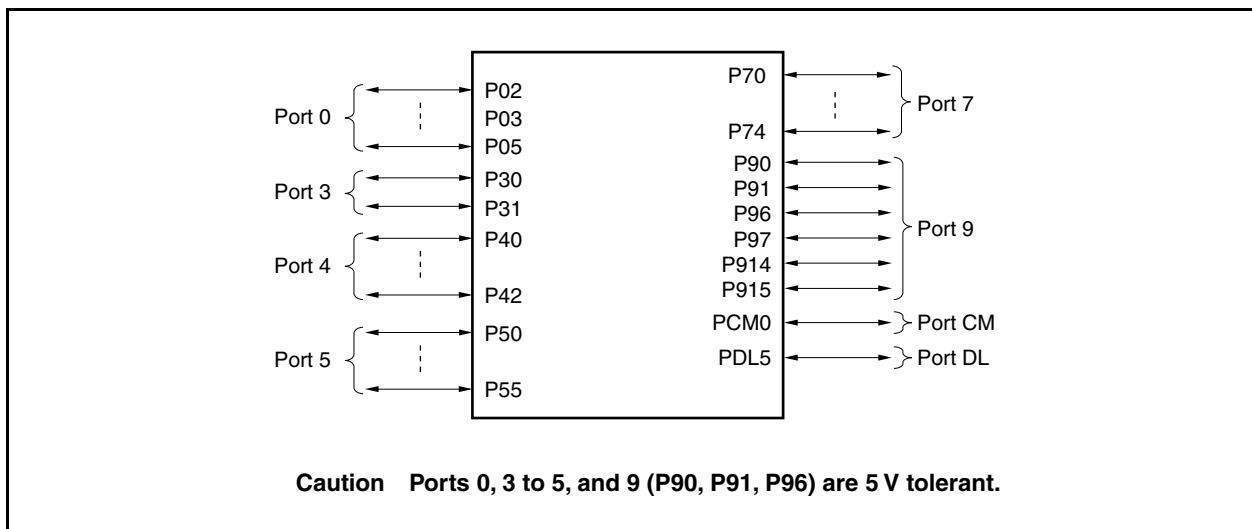 Port 0
P02
P03
P05
Port 3
P30
P31
Port 4
P40
P42
Port 5
P50
P55
P70
P74
Port 7
P90
P91
P96
P97
P914
P915
Port 9
PCM0
Port CM
PDL5
Port DL
Caution Ports 0, 3 to 5, and 9 (P90, P91, P96) are 5 V tolerant.